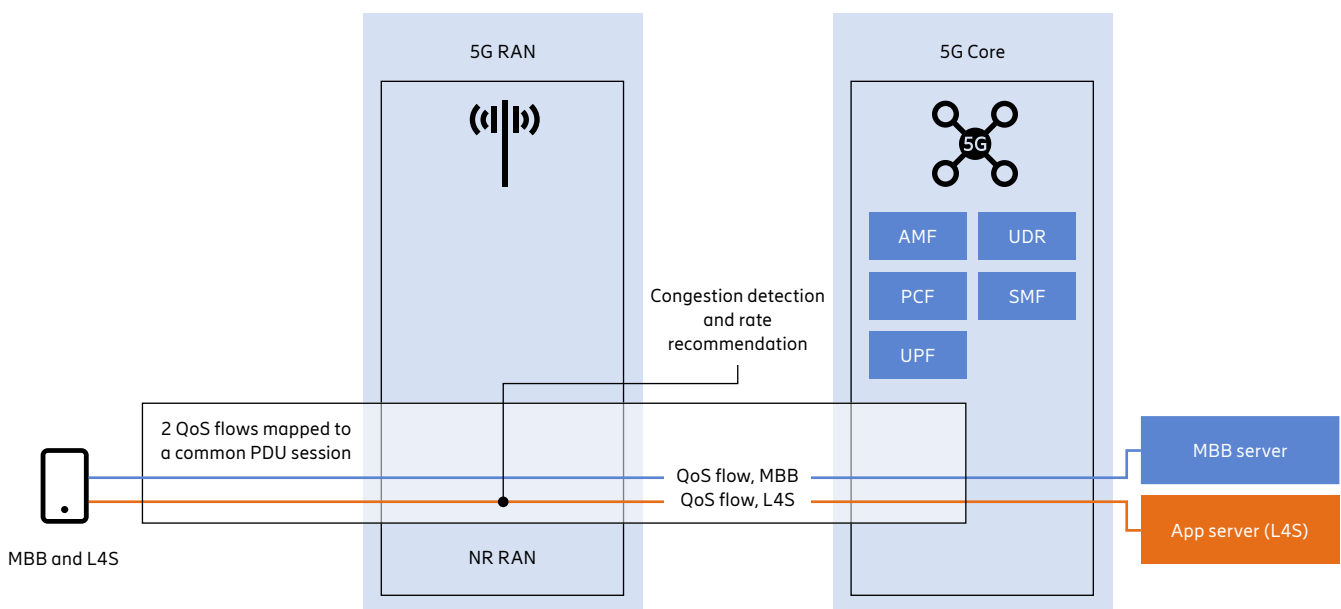 5G RAN
5G Core
5G
AMF
UDR
PCF
SMF
UPF
Congestion detection
and rate
recommendation
2 QoS flows mapped to
a common PDU session
QoS flow, MBB
QoS flow, L4S
MBB server
App server (L4S)
MBB and L4S
NR RAN